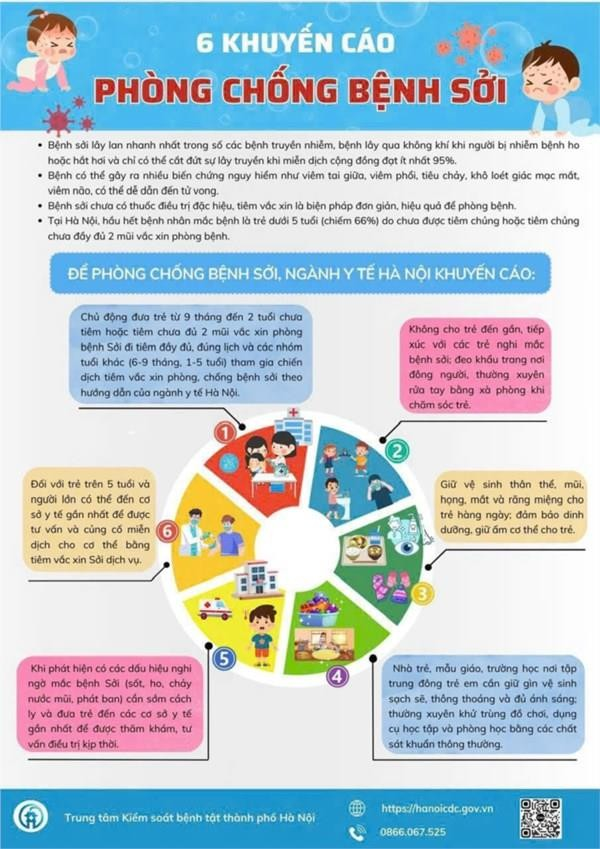 6 KHUYẾN CÁO
PHÒNG CHỐNG BỆNH SỞI
• Bệnh sởi lây lan nhanh nhất trong số các bệnh truyền nhiễm, bệnh lây qua không khí khi người bị nhiễm bệnh ho
hoặc hắt hơi và chỉ có thể cắt đứt sự lây truyền khi miễn dịch cộng đồng đạt ít nhất 95%.
• Bệnh có thể gây ra nhiều biến chứng nguy hiểm như viêm tai giữa, viêm phổi, tiêu chảy, khô loét giác mạc mắt,
viêm não, có thể dẫn đến tử vong.
• Bệnh sởi chưa có thuốc điều trị đặc hiệu, tiêm vắc xin là biện pháp đơn giản, hiệu quả để phòng bệnh.
• Tại Hà Nội, hầu hết bệnh nhân mắc bệnh là trẻ dưới 5 tuổi (chiếm 66%) do chưa được tiêm chủng hoặc tiêm chủng
chưa đầy đủ 2 mũi vắc xin phòng bệnh.
ĐỂ PHÒNG CHỐNG BỆNH SỞI, NGÀNH Y TẾ HÀ NỘI KHUYẾN CÁO:
Chủ động đưa trẻ từ 9 tháng đến 2 tuổi chưa
tiêm hoặc tiêm chưa đủ 2 mũi vắc xin phòng
bệnh Sởi đi tiêm đầy đủ, đúng lịch và các nhóm
tuổi khác (6-9 tháng, 1-5 tuổi) tham gia chiến
dịch tiêm vắc xin phòng, chống bệnh sởi theo
hướng dẫn của ngành y tế Hà Nội.
1
Không cho trẻ đến gần, tiếp
xúc với các trẻ nghi mắc
bệnh sởi; đeo khẩu trang nơi
đông người, thường xuyên
rửa tay bằng xà phòng khi
chăm sóc trẻ.
2
Giữ vệ sinh thân thể, mũi,
họng, mắt và răng miệng cho
trẻ hàng ngày; đảm bảo dinh
dưỡng, giữ ấm cơ thể cho trẻ.
3
Nhà trẻ, mẫu giáo, trường học nơi tập
trung đông trẻ em cần giữ gìn vệ sinh
sạch sẽ, thông thoáng và đủ ánh sáng;
thường xuyên khử trùng đồ chơi, dụng
cụ học tập và phòng học bằng các chất
sát khuẩn thông thường.
4
Khi phát hiện có các dấu hiệu nghi
ngờ mắc bệnh Sởi (sốt, ho, chảy
nước mũi, phát ban) cần sớm cách
ly và đưa trẻ đến các cơ sở y tế
gần nhất để được thăm khám, tư
vấn điều trị kịp thời.
5
Đối với trẻ trên 5 tuổi và
người lớn có thể đến cơ
sở y tế gần nhất để được
tư vấn và củng cố miễn
dịch cho cơ thể bằng
tiêm vắc xin Sởi dịch vụ.
6
Trung tâm Kiểm soát bệnh tật thành phố Hà Nội
https://hanoicdc.gov.vn
0866.067.525